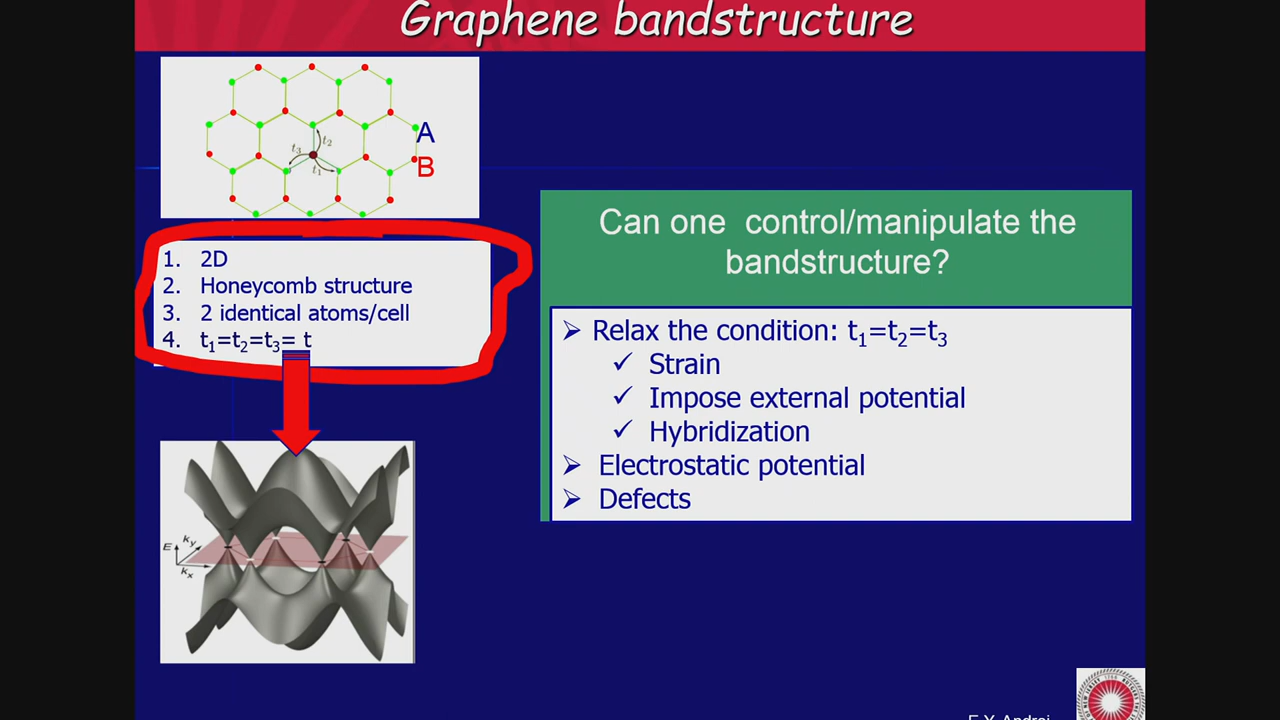 Graphene bandstructure
A
B
t2
t3
t1
1. 2D
2. Honeycomb structure
3. 2 identical atoms/cell
4. t1=t2=t3= t
Can one control/manipulate the
bandstructure?
➢ Relax the condition: t1=t2=t3
✓ Strain
✓ Impose external potential
✓ Hybridization
➢ Electrostatic potential
➢ Defects
E
ky
kx
E.Y. Andrei